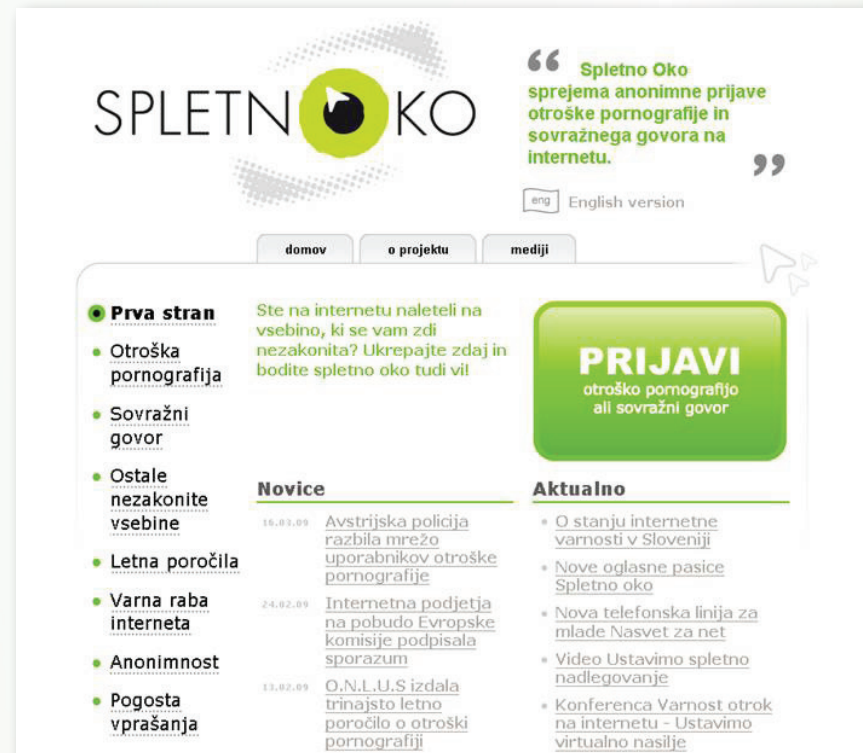 SPLETNOKO
“ Spletno Oko
sprejema anonimne prijave
otroške pornografije in
sovražnega govora na
internetu. ”
eng English version
domov
o projektu
mediji
Prva stran
Otroška
pornografija
Sovražni
govor
Ostale
nezakonite
vsebine
Letna poročila
Varna raba
interneta
Anonimnost
Pogosta
vprašanja
Ste na internetu naleteli na
vsebino, ki se vam zdi
nezakonita? Ukrepajte zdaj in
bodite spletno oko tudi vi!
PRIJAVI
otroško pornografijo
ali sovražni govor
Novice
16.03.09 Avstrijska policija
razbila mrežo
uporabnikov otroške
pornografije
24.02.09 Internetna podjetja
na pobudo Evropske
komisije podpisala
sporazum
13.02.09 O.N.L.U.S izdala
trinajsto letno
poročilo o otroški
pornografiji
Aktualno
O stanju internetne
varnosti v Sloveniji
Nove oglasne pasice
Spletno oko
Nova telefonska linija za
mlade Nasvet za net
Video Ustavimo spletno
nadlegovanje
Konferenca Varnost otrok
na internetu - Ustavimo
virtualno nasilje